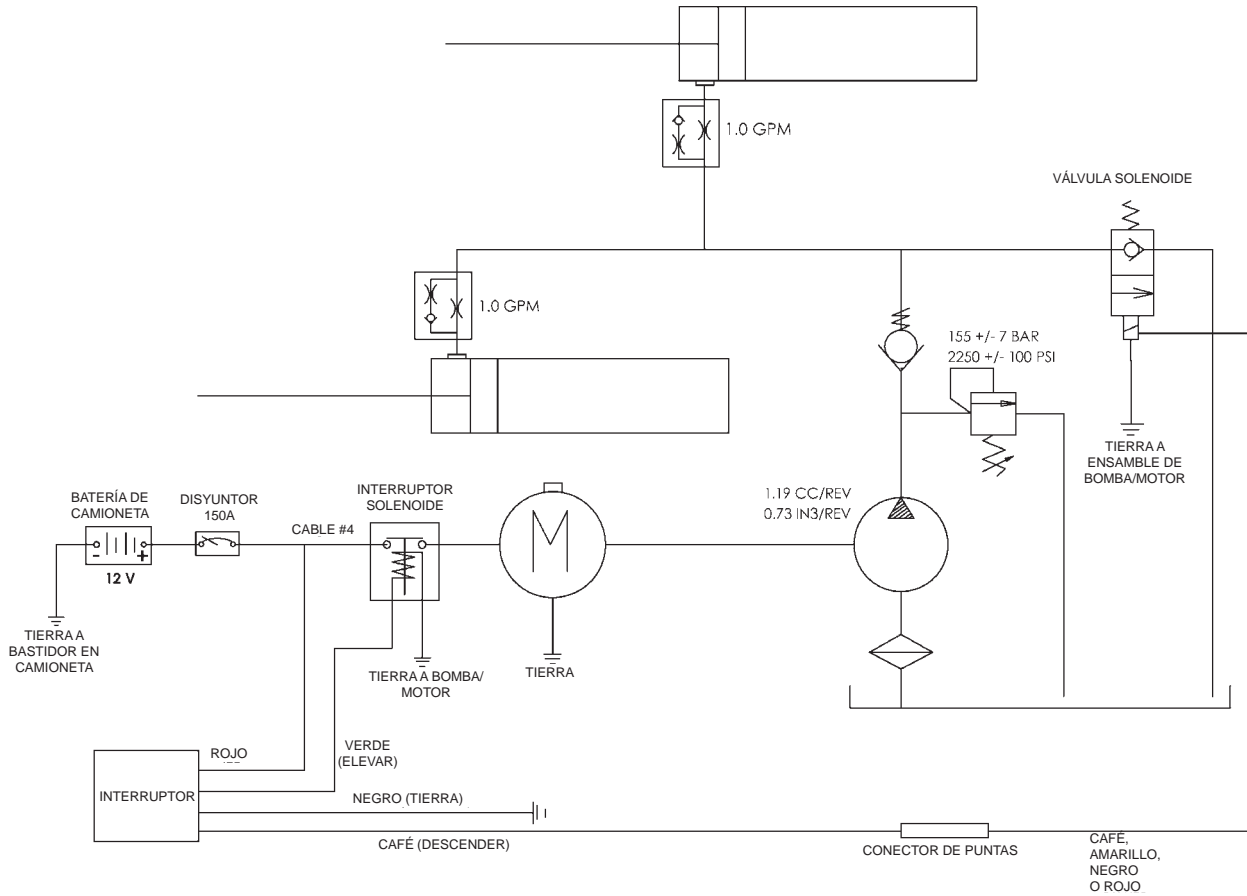 1.0 GPM
VÁLVULA SOLENOIDE
1.0 GPM
155 +/- 7 BAR
2250 +/- 100 PSI
TIERRA A
ENSAMBLE DE
BOMBA/MOTOR
BATERÍA DE
CAMIONETA
- +
12 V
DISYUNTOR
150A
CABLE #4
INTERRUPTOR
SOLENOIDE
M
1.19 CC/REV
0.73 IN3/REV
TIERRA A
BASTIDOR EN
CAMIONETA
TIERRA A BOMBA/
MOTOR
TIERRA
INTERRUPTOR
ROJO
VERDE
(ELEVAR)
NEGRO (TIERRA)
CAFÉ (DESCENDER)
CONECTOR DE PUNTAS
CAFÉ,
AMARILLO,
NEGRO
O ROJO